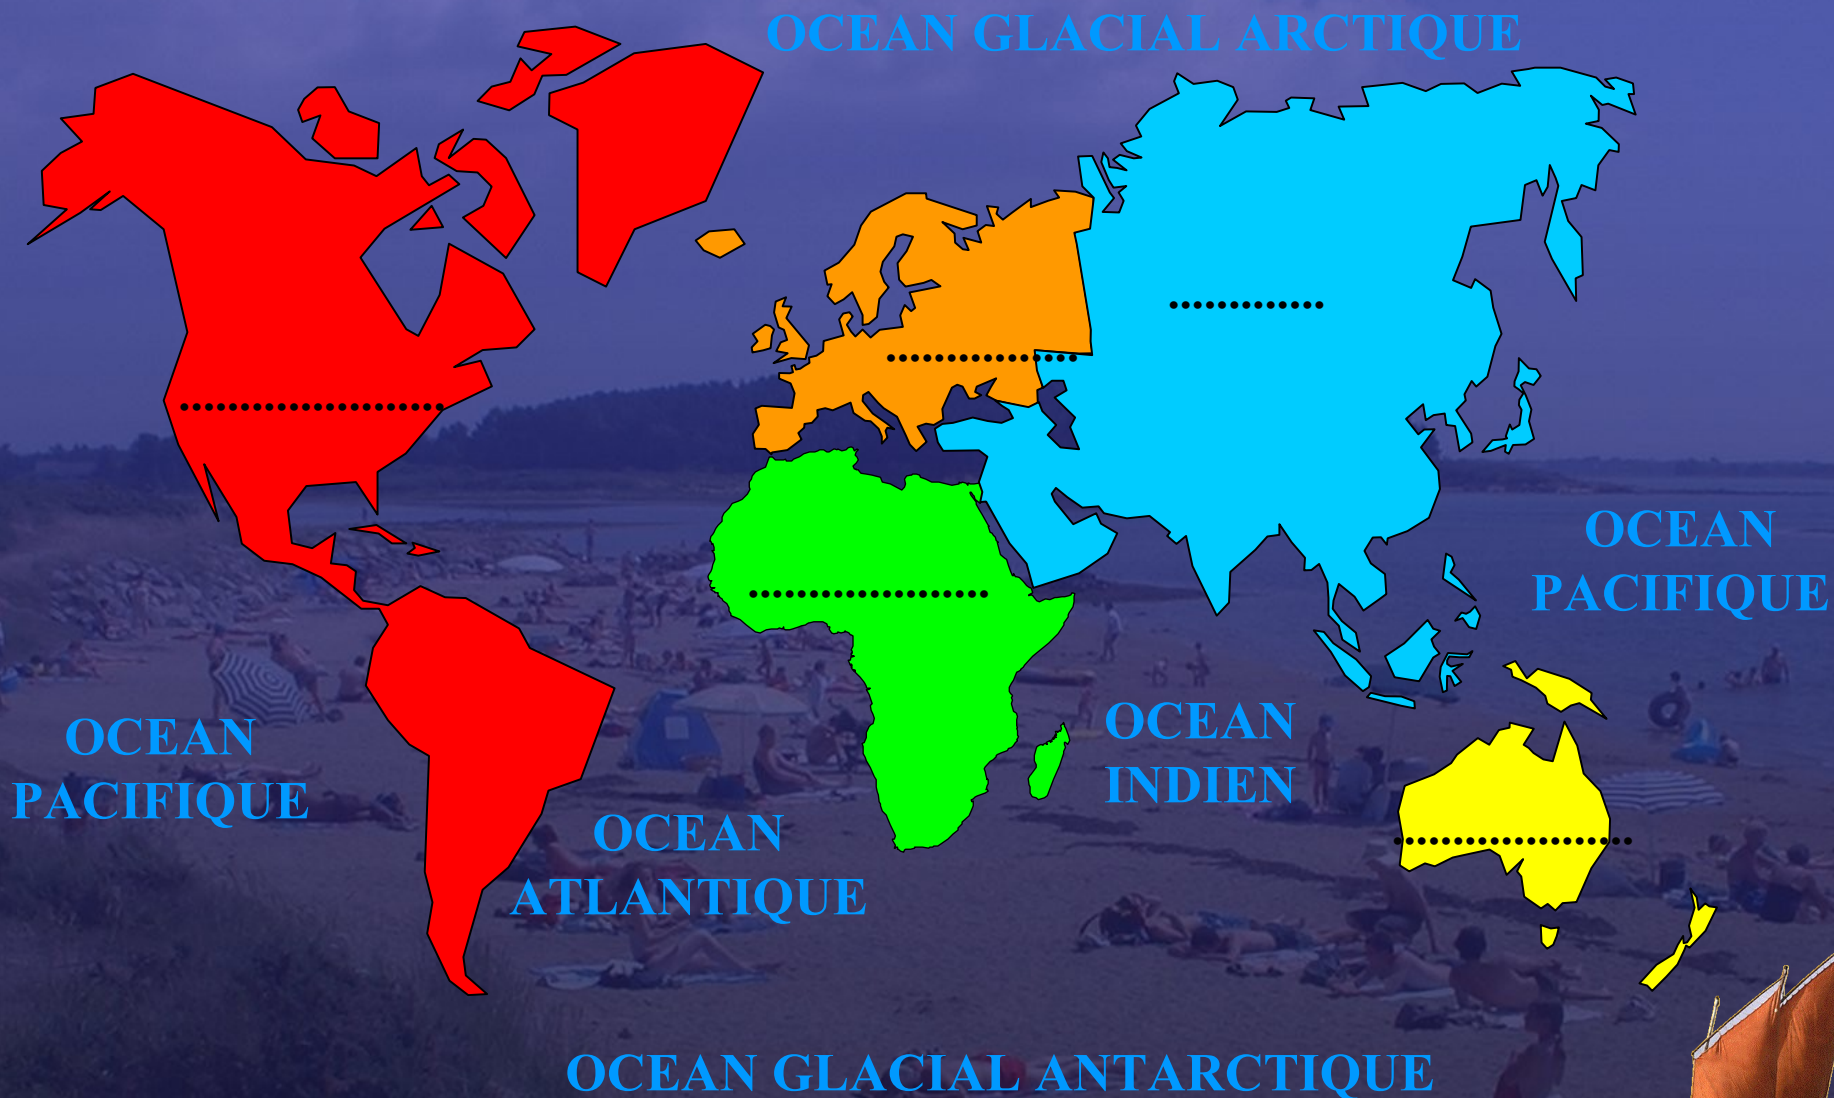 OCEAN GLACIAL ARCTIQUE
.............
................
......................
OCEAN
PACIFIQUE
....................
OCEAN
PACIFIQUE
OCEAN
INDIEN
OCEAN
ATLANTIQUE
....................
OCEAN GLACIAL ANTARCTIQUE